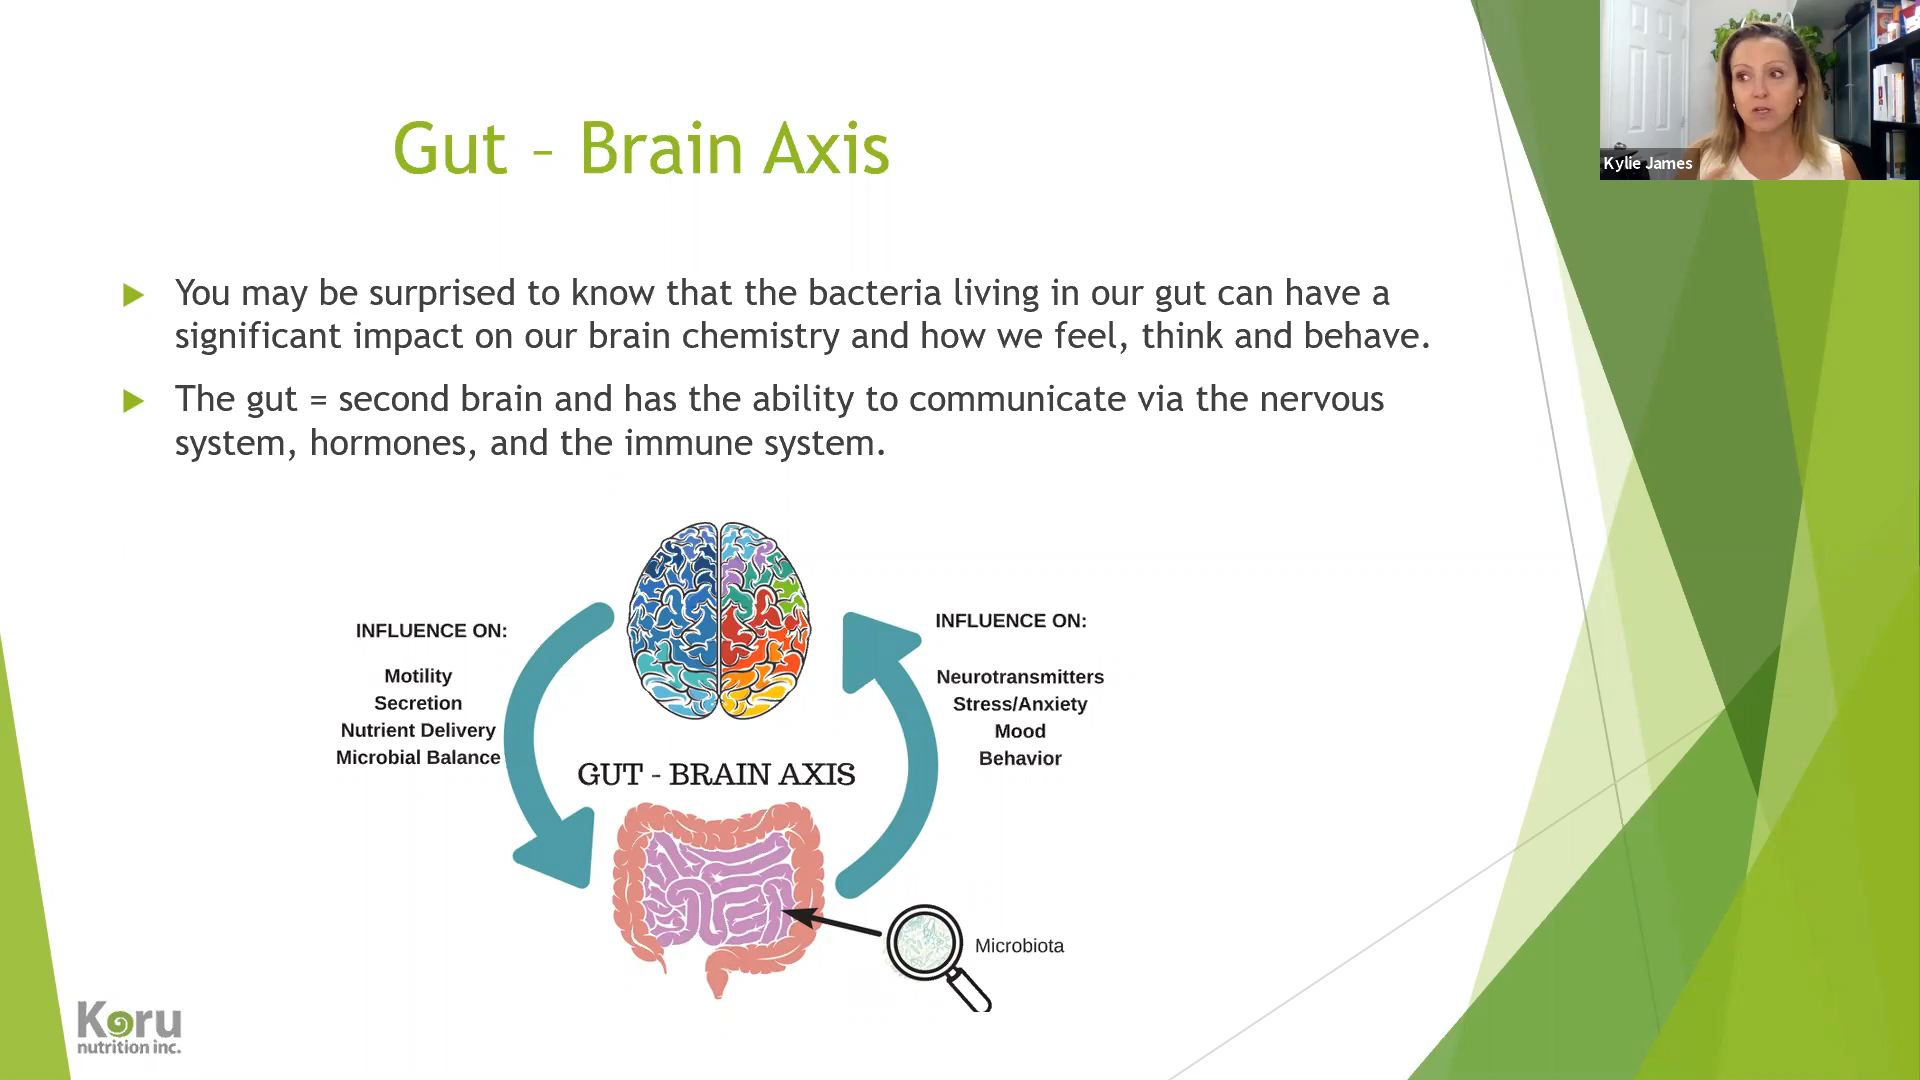 Gut – Brain Axis
Kylie James
You may be surprised to know that the bacteria living in our gut can have a
significant impact on our brain chemistry and how we feel, think and behave.
The gut = second brain and has the ability to communicate via the nervous
system, hormones, and the immune system.
INFLUENCE ON:
Motility
Secretion
Nutrient Delivery
Microbial Balance
INFLUENCE ON:
Neurotransmitters
Stress/Anxiety
Mood
Behavior
GUT - BRAIN AXIS
Microbiota
Koru
nutrition inc.